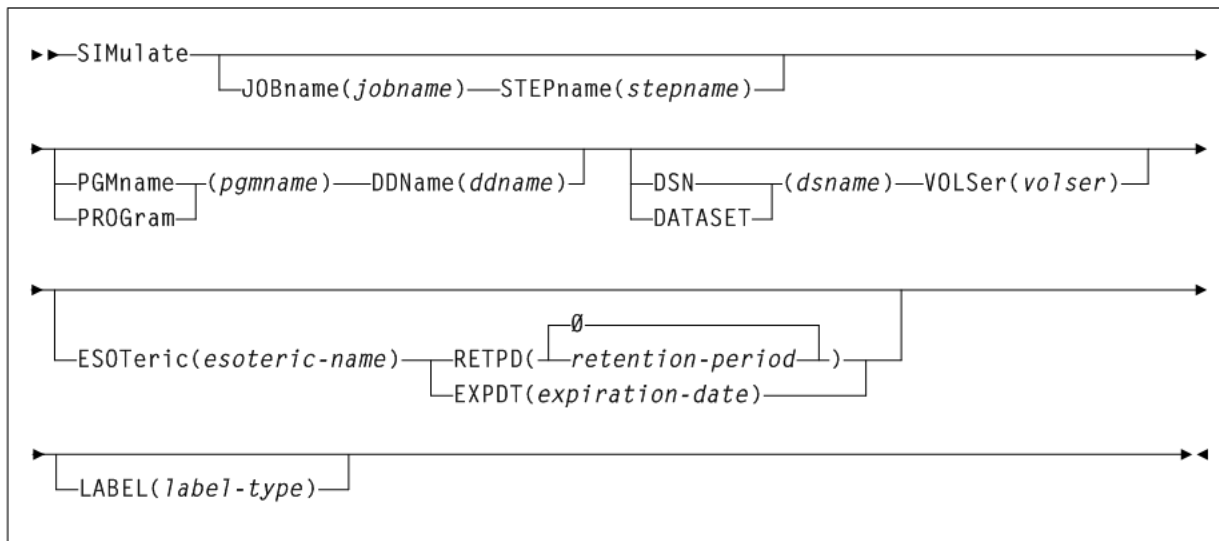 SIMulate
JOBname(jobname) STEPname(stepname)
PGMname (pgmname) DDName(ddname) DSN (dsname) VOLSer(volser)
PROGram DATASET
0
ESOTeric(esoteric-name) RETPD( retention-period )
EXPDT(expiration-date)
LABEL(label-type)